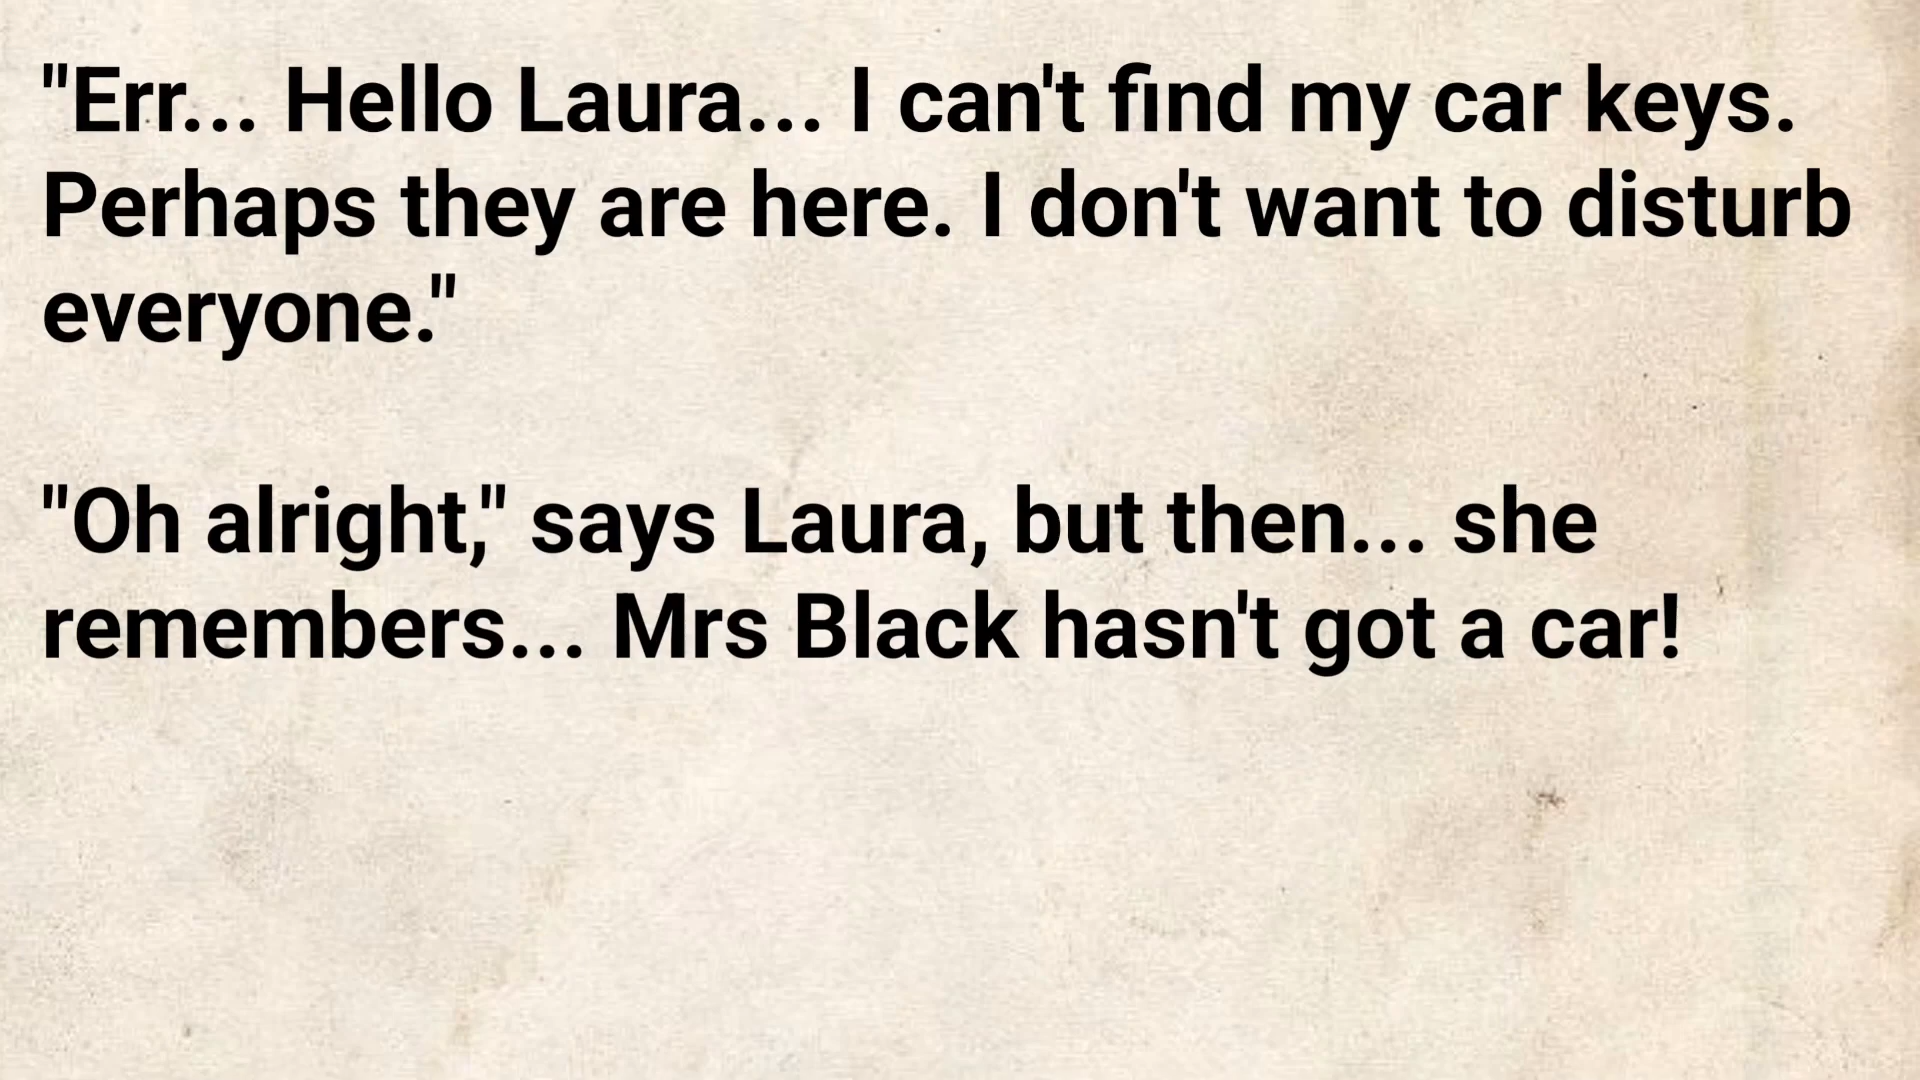 "Err... Hello Laura... I can't find my car keys.
Perhaps they are here. I don't want to disturb
everyone."
"Oh alright," says Laura, but then... she
remembers... Mrs Black hasn't got a car!